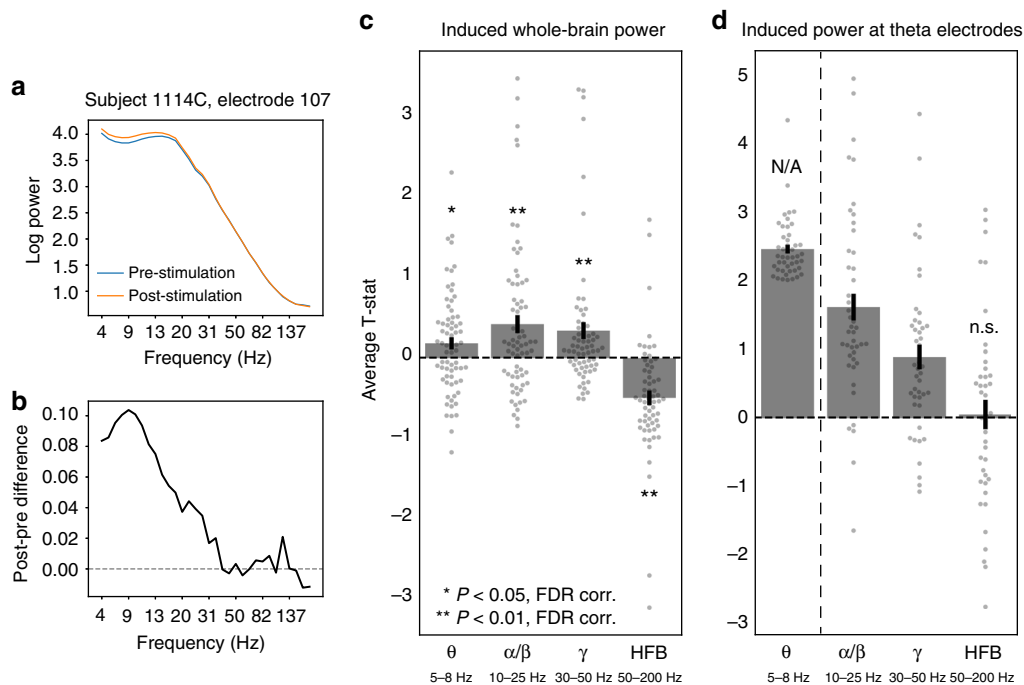 a
Subject 1114C, electrode 107
Log power
4.0
3.5
3.0
2.5
2.0
1.5
1.0
Pre-stimulation
Post-stimulation
4 9 13 20 31 50 82 137
Frequency (Hz)
b
Post-pre difference
0.10
0.08
0.06
0.04
0.02
0.00
4 9 13 20 31 50 82 137
Frequency (Hz)
c
Induced whole-brain power
Average T-stat
3
2
1
0
–1
–2
–3
*
**
**
**
* P < 0.05, FDR corr.
** P < 0.01, FDR corr.
θ α/β γ HFB
5–8 Hz 10–25 Hz 30–50 Hz 50–200 Hz
d
Induced power at theta electrodes
5
4
3
2
1
0
–1
–2
–3
N/A
n.s.
θ α/β γ HFB
5–8 Hz 10–25 Hz 30–50 Hz 50–200 Hz